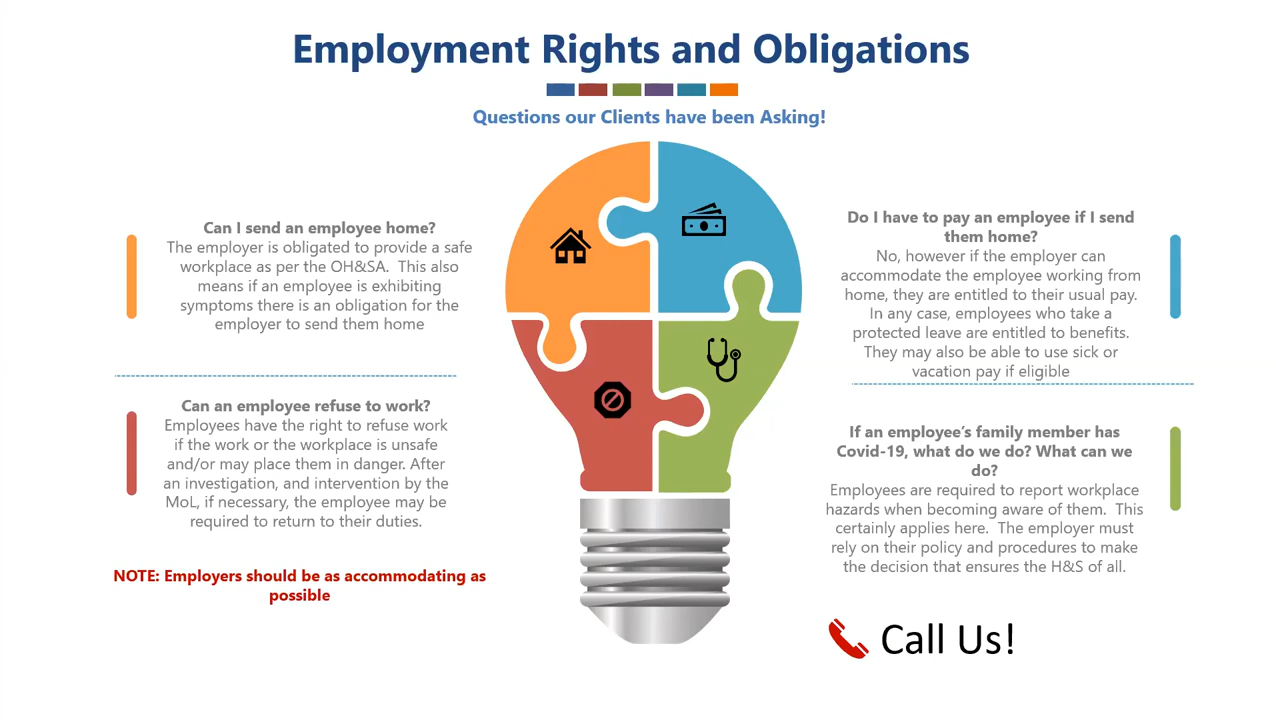 Employment Rights and Obligations
Questions our Clients have been Asking!
Can I send an employee home?
The employer is obligated to provide a safe
workplace as per the OH&SA.  This also
means if an employee is exhibiting
symptoms there is an obligation for the
employer to send them home
Can an employee refuse to work?
Employees have the right to refuse work
if the work or the workplace is unsafe
and/or may place them in danger. After
an investigation, and intervention by the
MoL, if necessary, the employee may be
required to return to their duties.
NOTE: Employers should be as accommodating as
possible
Do I have to pay an employee if I send
them home?
No, however if the employer can
accommodate the employee working from
home, they are entitled to their usual pay.
In any case, employees who take a
protected leave are entitled to benefits.
They may also be able to use sick or
vacation pay if eligible
If an employee's family member has
Covid-19, what do we do? What can we
do?
Employees are required to report workplace
hazards when becoming aware of them.  This
certainly applies here.  The employer must
rely on their policy and procedures to make
the decision that ensures the H&S of all.
Call Us!